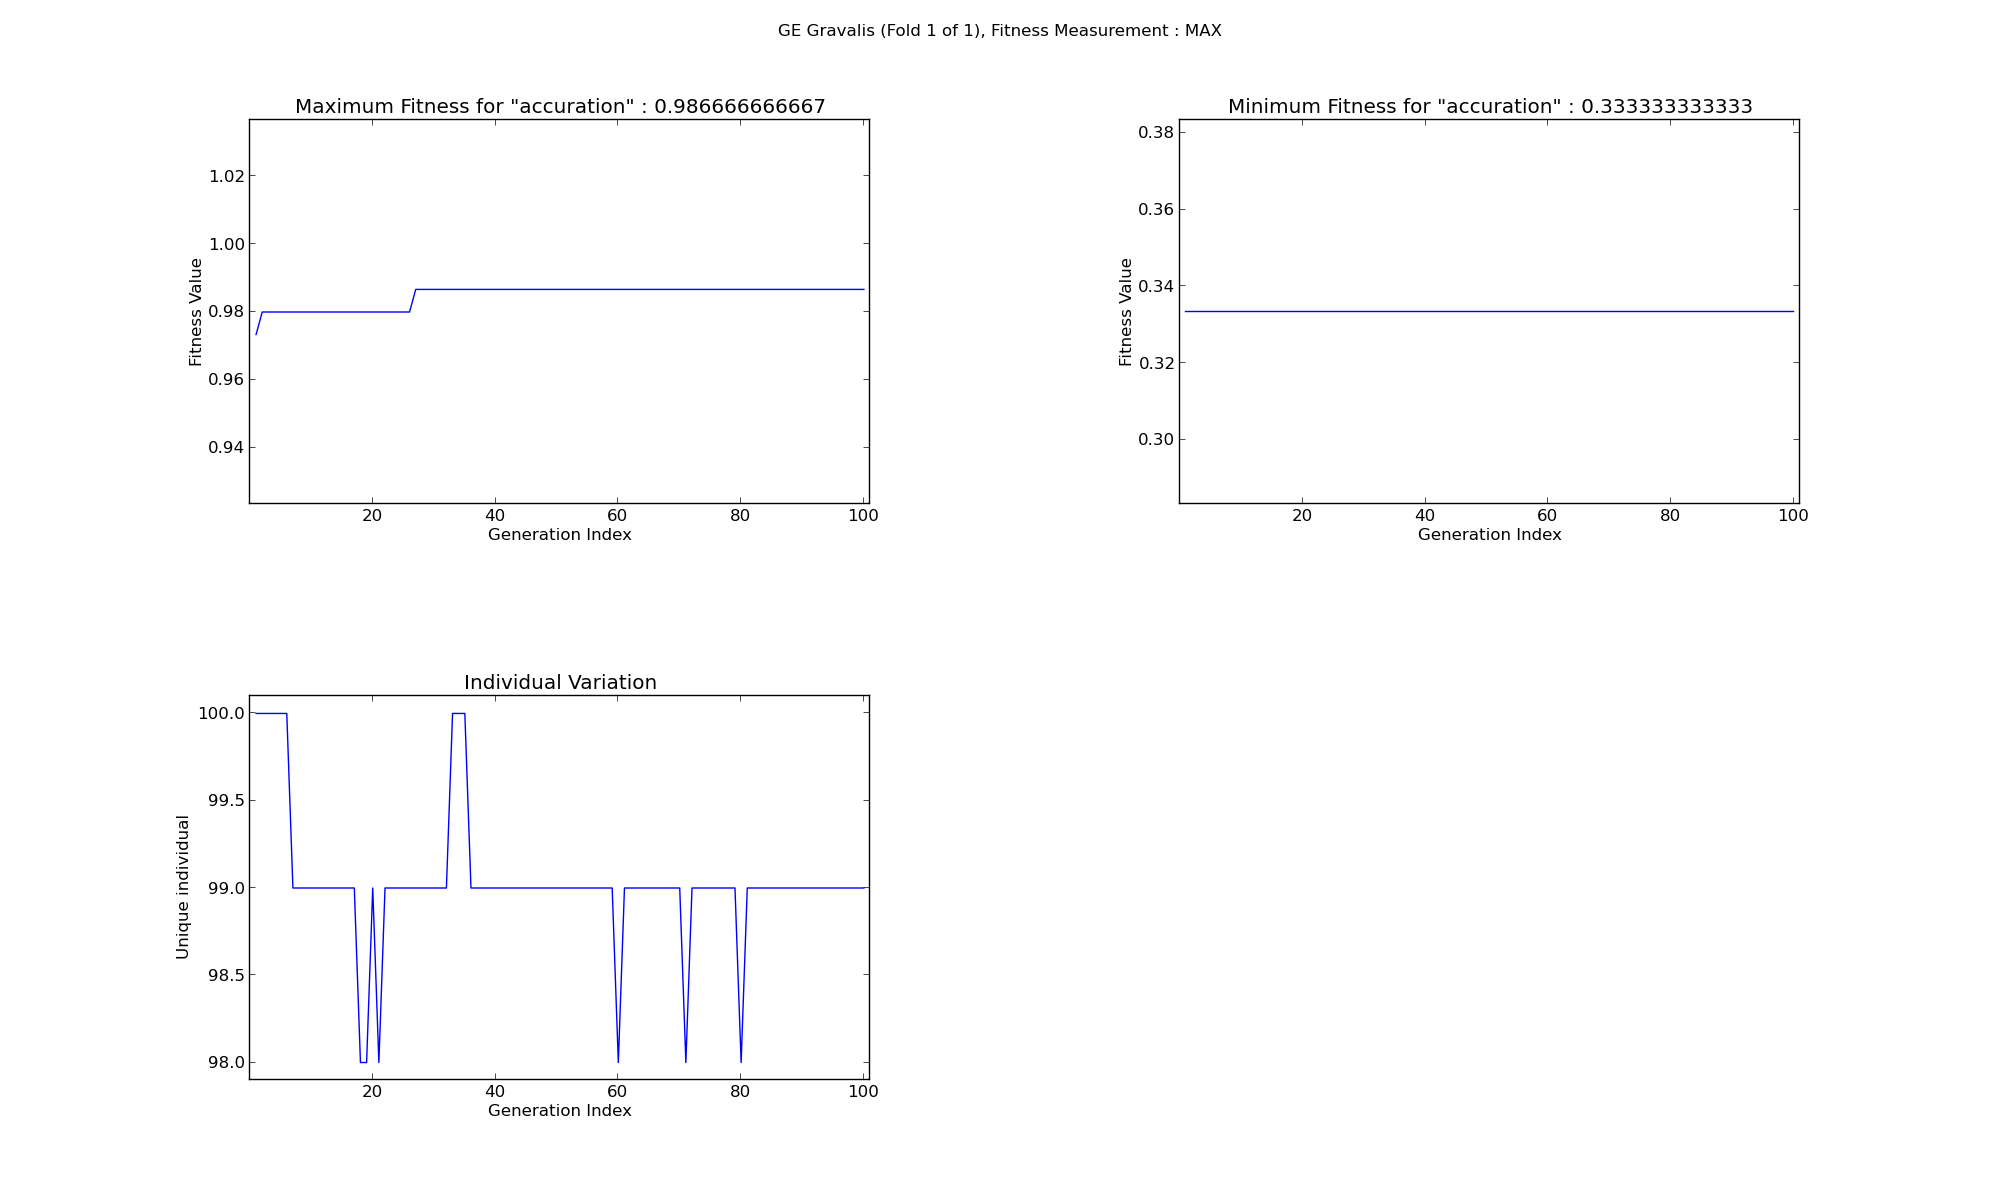 GE Gravalis (Fold 1 of 1), Fitness Measurement : MAX
Maximum Fitness for "accuration" : 0.986666666667
1.02
1.00
0.98
0.96
0.94
Fitness Value
20 40 60 80 100
Generation Index
Minimum Fitness for "accuration" : 0.333333333333
0.38
0.36
0.34
0.32
0.30
Fitness Value
20 40 60 80 100
Generation Index
Individual Variation
100.0
99.5
99.0
98.5
98.0
Unique individual
20 40 60 80 100
Generation Index